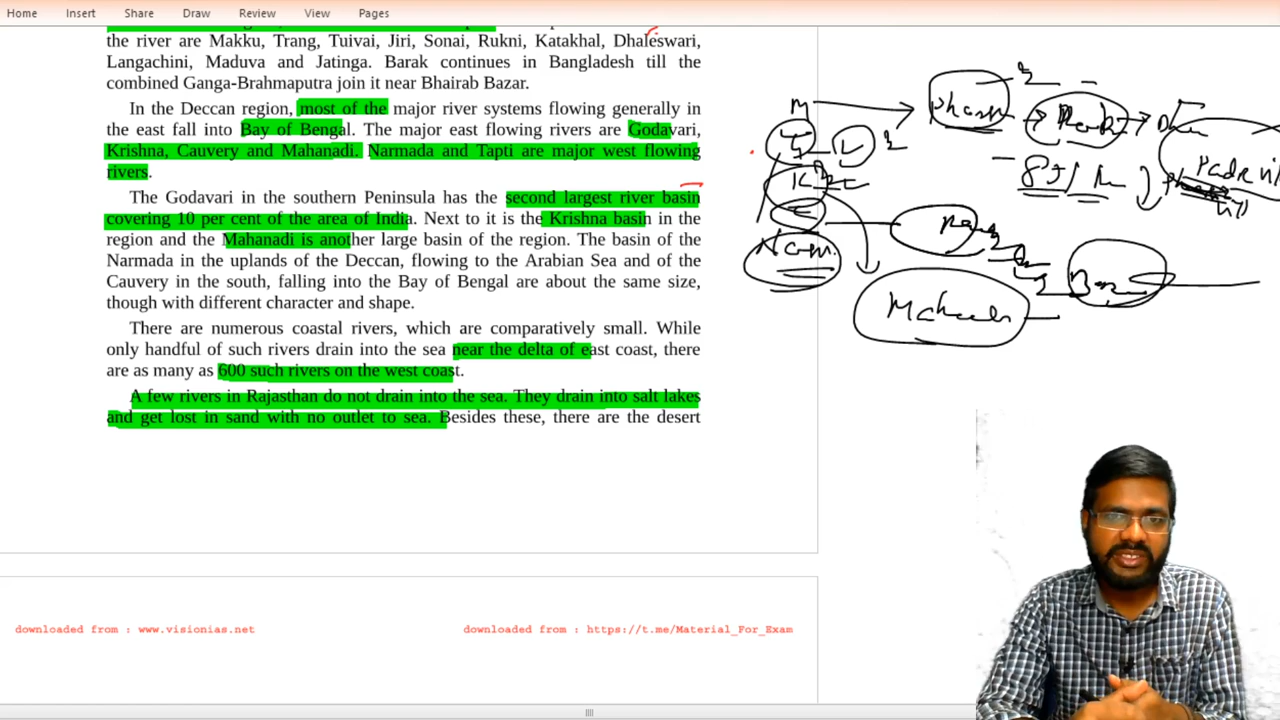 Home Insert Share Draw Review View Pages
the river are Makku, Trang, Tuivai, Jiri, Sonai, Rukni, Katakhal, Dhaleswari,
Langachini, Maduva and Jatinga. Barak continues in Bangladesh till the
combined Ganga-Brahmaputra join it near Bhairab Bazar.
In the Deccan region, most of the major river systems flowing generally in
the east fall into Bay of Bengal. The major east flowing rivers are Godavari,
Krishna, Cauvery and Mahanadi. Narmada and Tapti are major west flowing
rivers.
The Godavari in the southern Peninsula has the second largest river basin
covering 10 per cent of the area of India. Next to it is the Krishna basin in the
region and the Mahanadi is another large basin of the region. The basin of the
Narmada in the uplands of the Deccan, flowing to the Arabian Sea and of the
Cauvery in the south, falling into the Bay of Bengal are about the same size,
though with different character and shape.
There are numerous coastal rivers, which are comparatively small. While
only handful of such rivers drain into the sea near the delta of east coast, there
are as many as 600 such rivers on the west coast.
A few rivers in Rajasthan do not drain into the sea. They drain into salt lakes
and get lost in sand with no outlet to sea. Besides these, there are the desert
downloaded from : www.visionias.net
downloaded from : https://t.me/Material_For_Exam